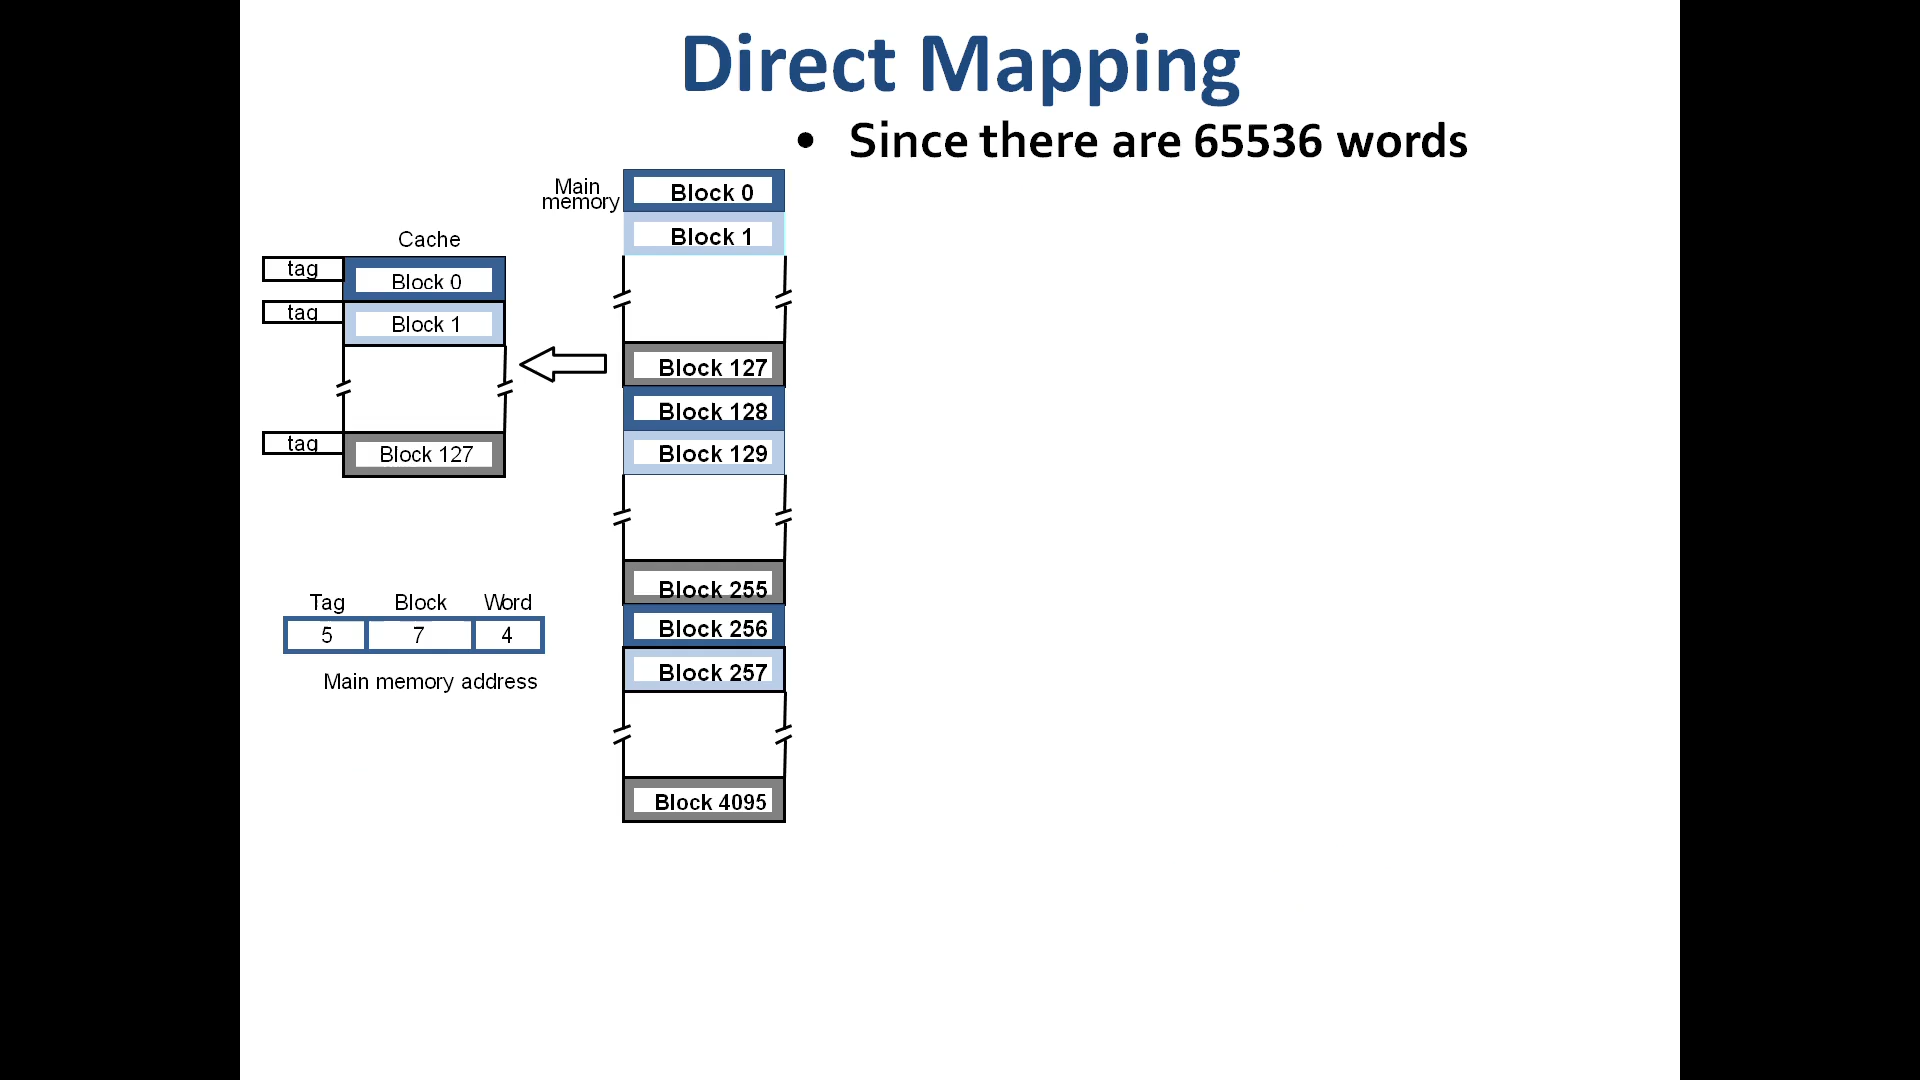 Direct Mapping
• Since there are 65536 words
Main
memory
Block 0
Block 1
Block 127
Block 128
Block 129
Block 255
Block 256
Block 257
Block 4095
Cache
tag Block 0
tag Block 1
tag Block 127
Tag Block Word
5 7 4
Main memory address